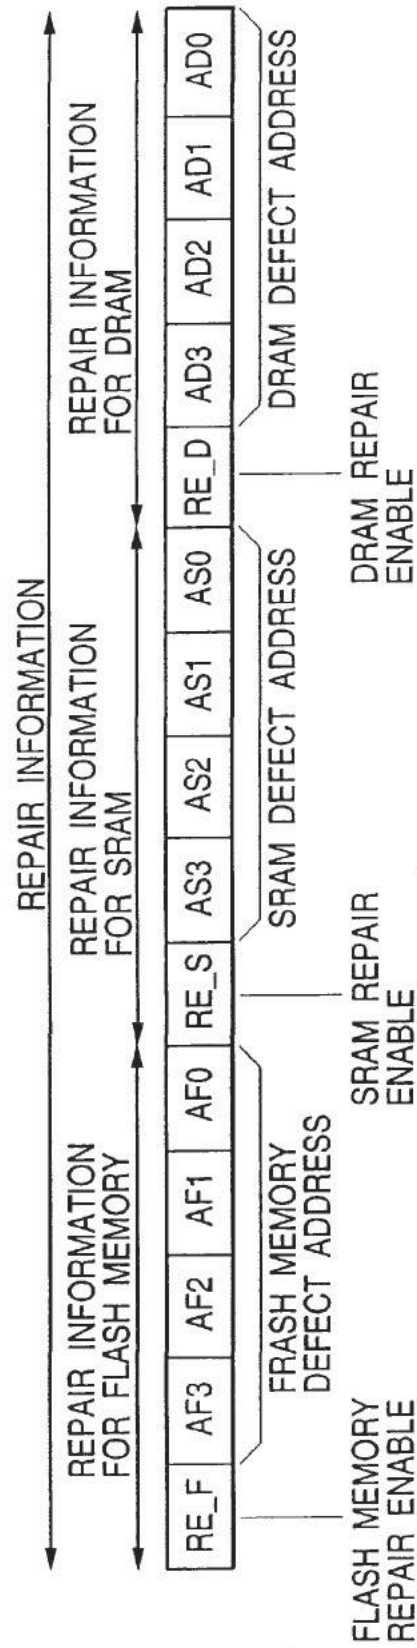 REPAIR INFORMATION
REPAIR INFORMATION
FOR FLASH MEMORY
REPAIR INFORMATION
FOR SRAM
REPAIR INFORMATION
FOR DRAM
RE_F AF3 AF2 AF1 AF0 RE_S AS3 AS2 AS1 AS0 RE_D AD3 AD2 AD1 AD0
FRASH MEMORY
DEFECT ADDRESS
SRAM DEFECT ADDRESS
DRAM DEFECT ADDRESS
FLASH MEMORY
REPAIR ENABLE
SRAM REPAIR
ENABLE
DRAM REPAIR
ENABLE